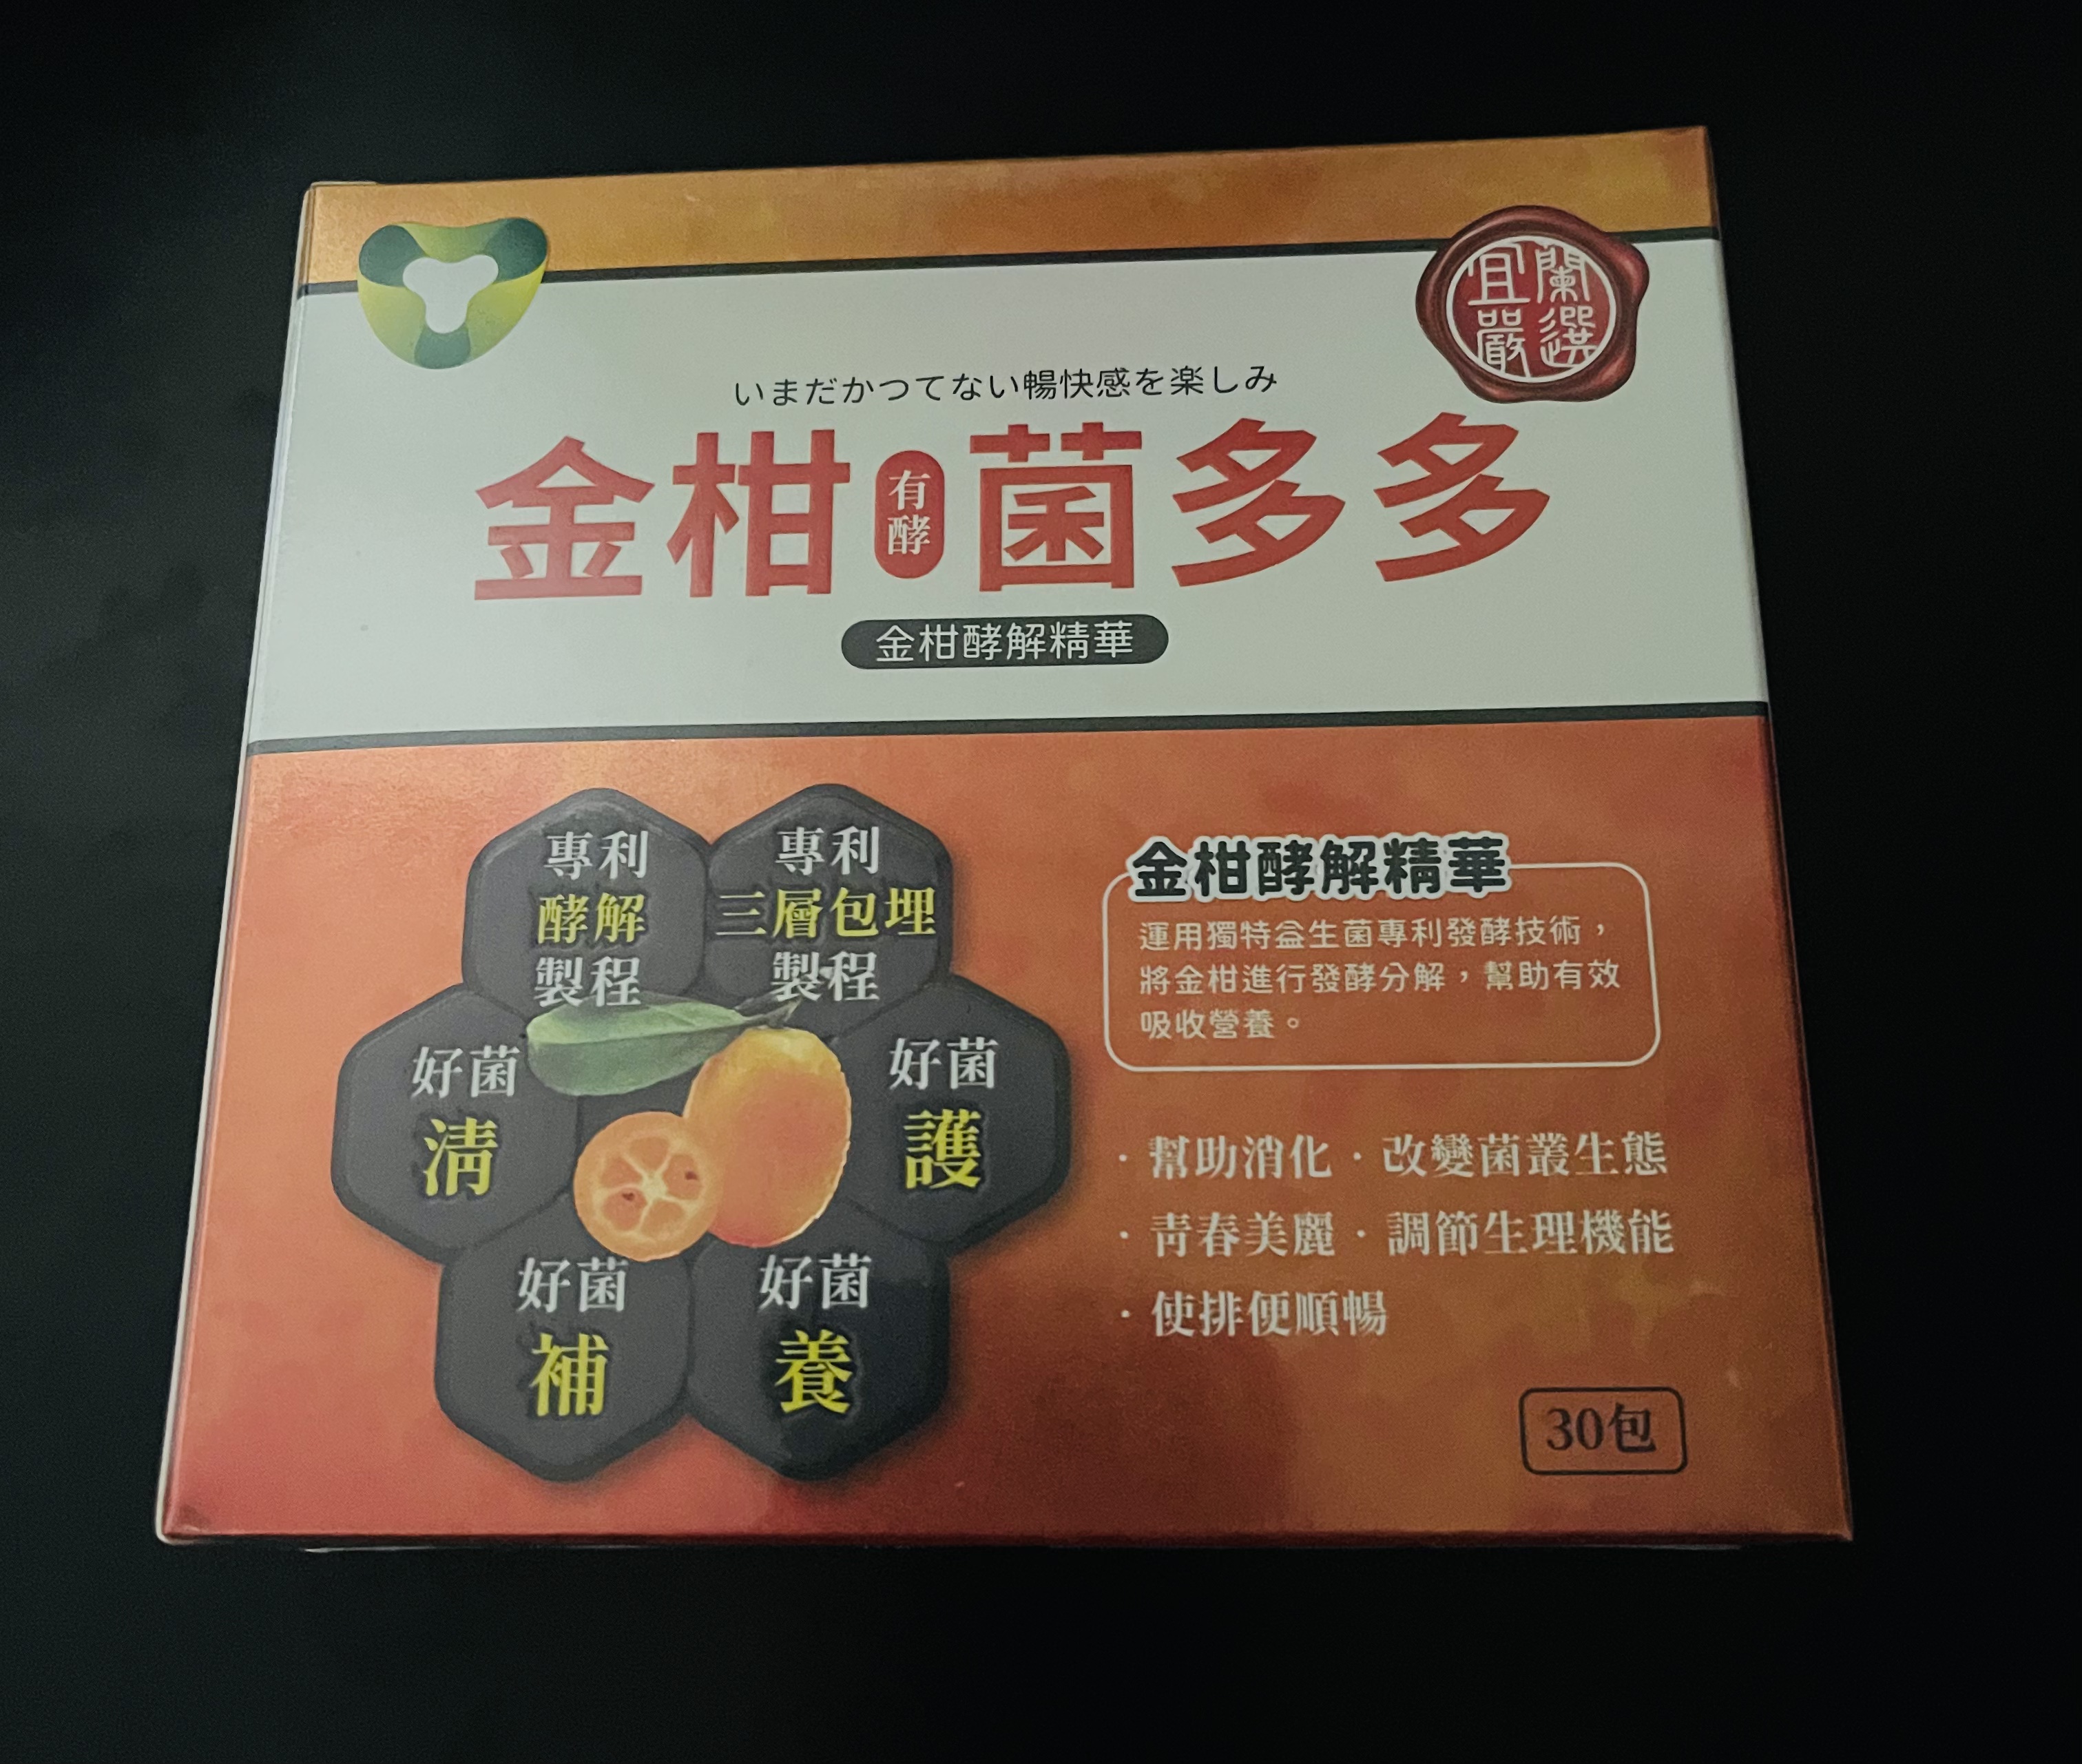 宜蘭
嚴選
いまだかつてない暢快感を楽しみ
金柑有酵菌多多
金柑酵解精華
專利
酵解
製程
專利
三層包埋
製程
好菌
清
好菌
護
好菌
補
好菌
養
金柑酵解精華
運用獨特益生菌專利發酵技術，
將金柑進行發酵分解，幫助有效
吸收營養。
·幫助消化·改變菌叢生態
·青春美麗·調節生理機能
·使排便順暢
30包